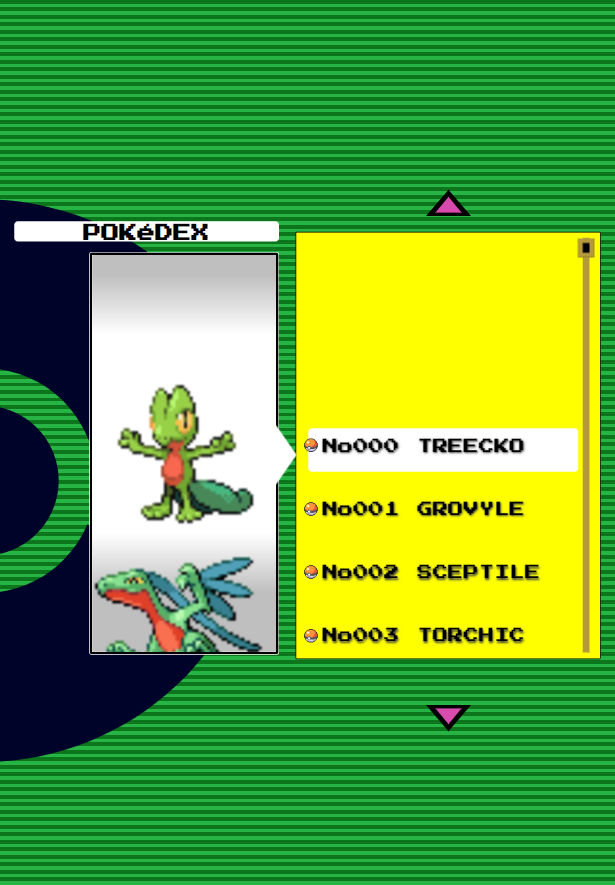 POKéDEX
No000 TREECKO
No001 GROVYLE
No002 SCEPTILE
No003 TORCHIC